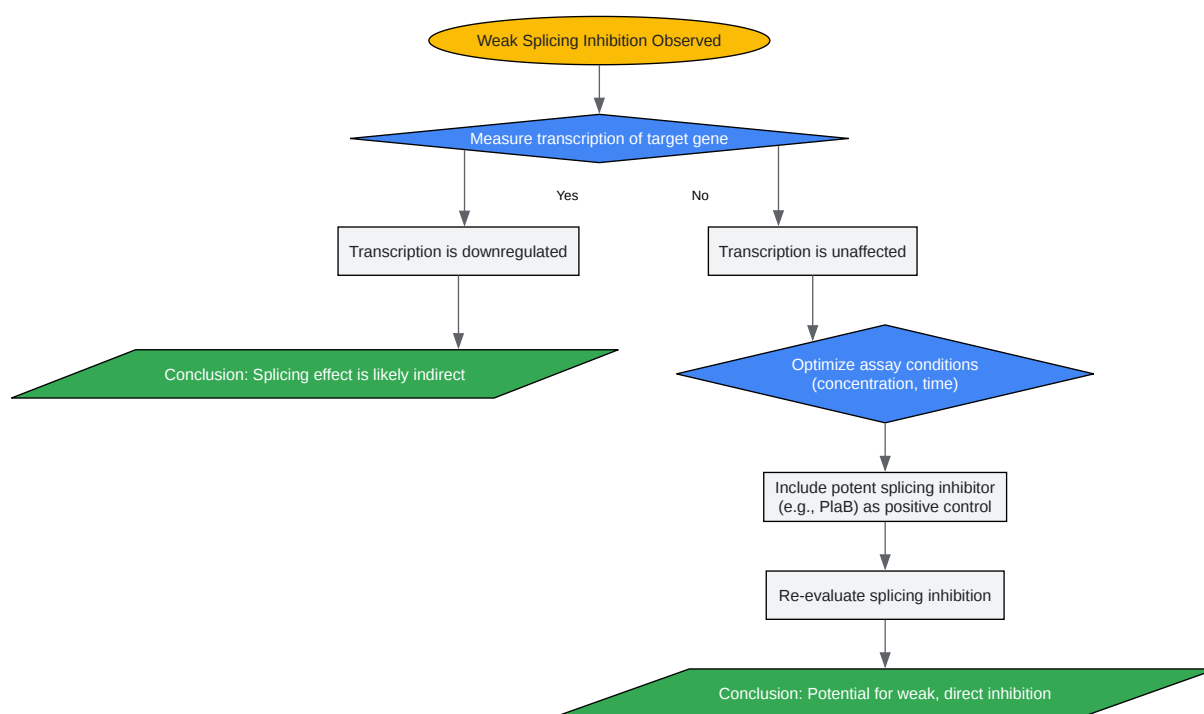 Weak Splicing Inhibition Observed
Measure transcription of target gene
Yes
No
Transcription is downregulated
Transcription is unaffected
Conclusion: Splicing effect is likely indirect
Optimize assay conditions
(concentration, time)
Include potent splicing inhibitor
(e.g., PlaB) as positive control
Re-evaluate splicing inhibition
Conclusion: Potential for weak, direct inhibition